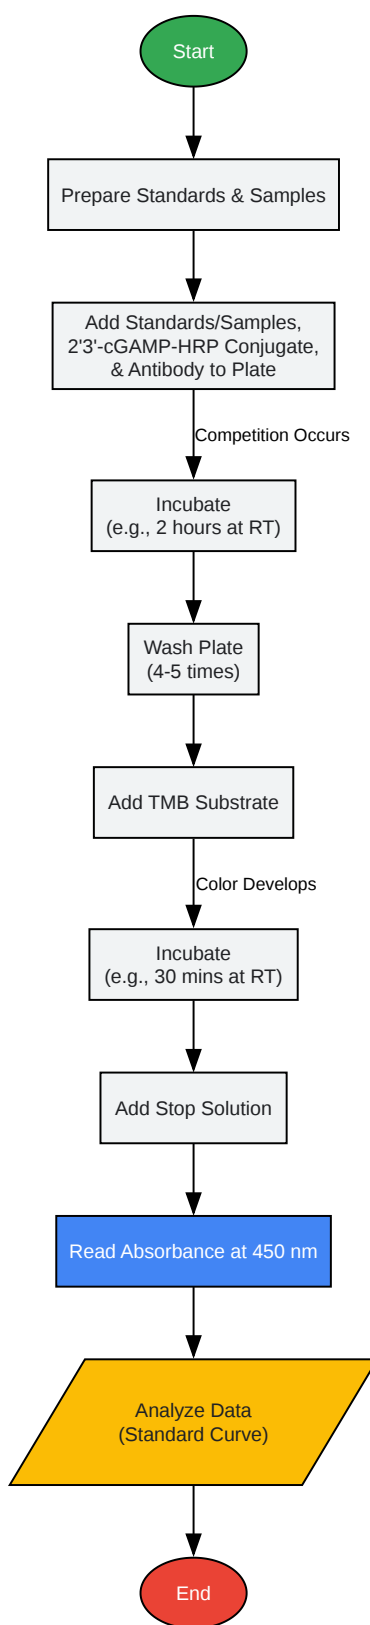 Start
Prepare Standards & Samples
Add Standards/Samples,
2'3'-cGAMP-HRP Conjugate,
& Antibody to Plate
Competition Occurs
Incubate
(e.g., 2 hours at RT)
Wash Plate
(4-5 times)
Add TMB Substrate
Color Develops
Incubate
(e.g., 30 mins at RT)
Add Stop Solution
Read Absorbance at 450 nm
Analyze Data
(Standard Curve)
End